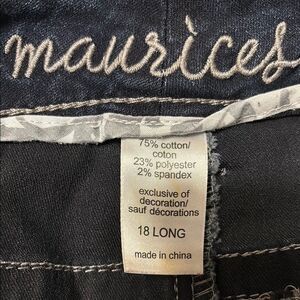 maurices
75% cotton/
coton
23% polyester
2% spandex
exclusive of
decoration/
sauf décorations
18 LONG
made in china